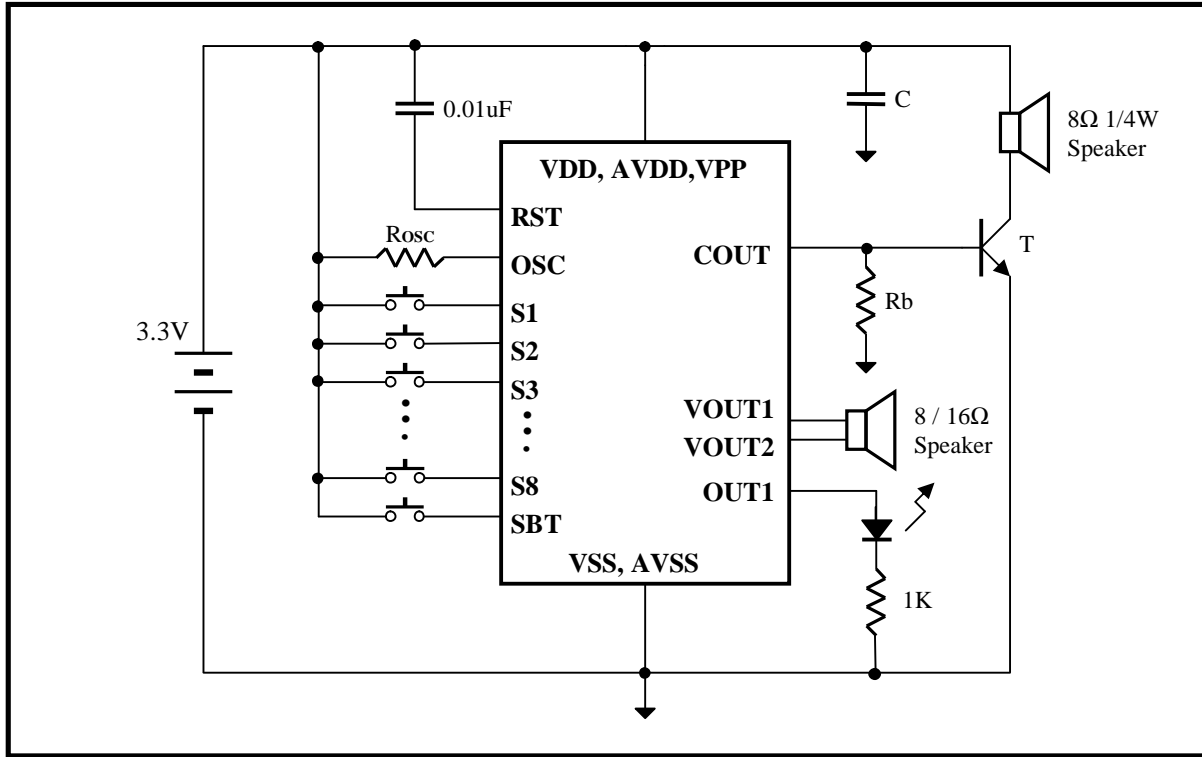 0.01uF
C
8Ω 1/4W
Speaker
VDD, AVDD,VPP
RST
Rosc
OSC
COUT
T
S1
Rb
3.3V
S2
S3
VOUT1
8 / 16Ω
VOUT2
Speaker
S8
OUT1
SBT
VSS, AVSS
1K